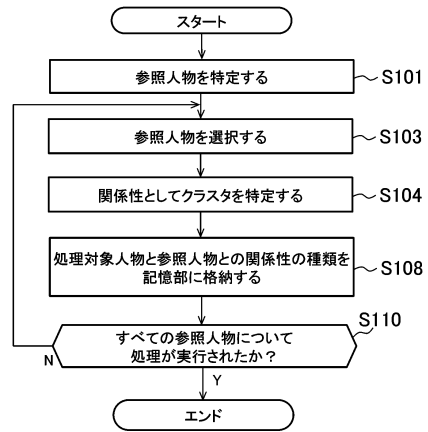 スタート
参照人物を特定する
S101
参照人物を選択する
S103
関係性としてクラスタを特定する
S104
処理対象人物と参照人物との関係性の種類を
記憶部に格納する
S108
すべての参照人物について
処理が実行されたか？
S110
N
Y
エンド